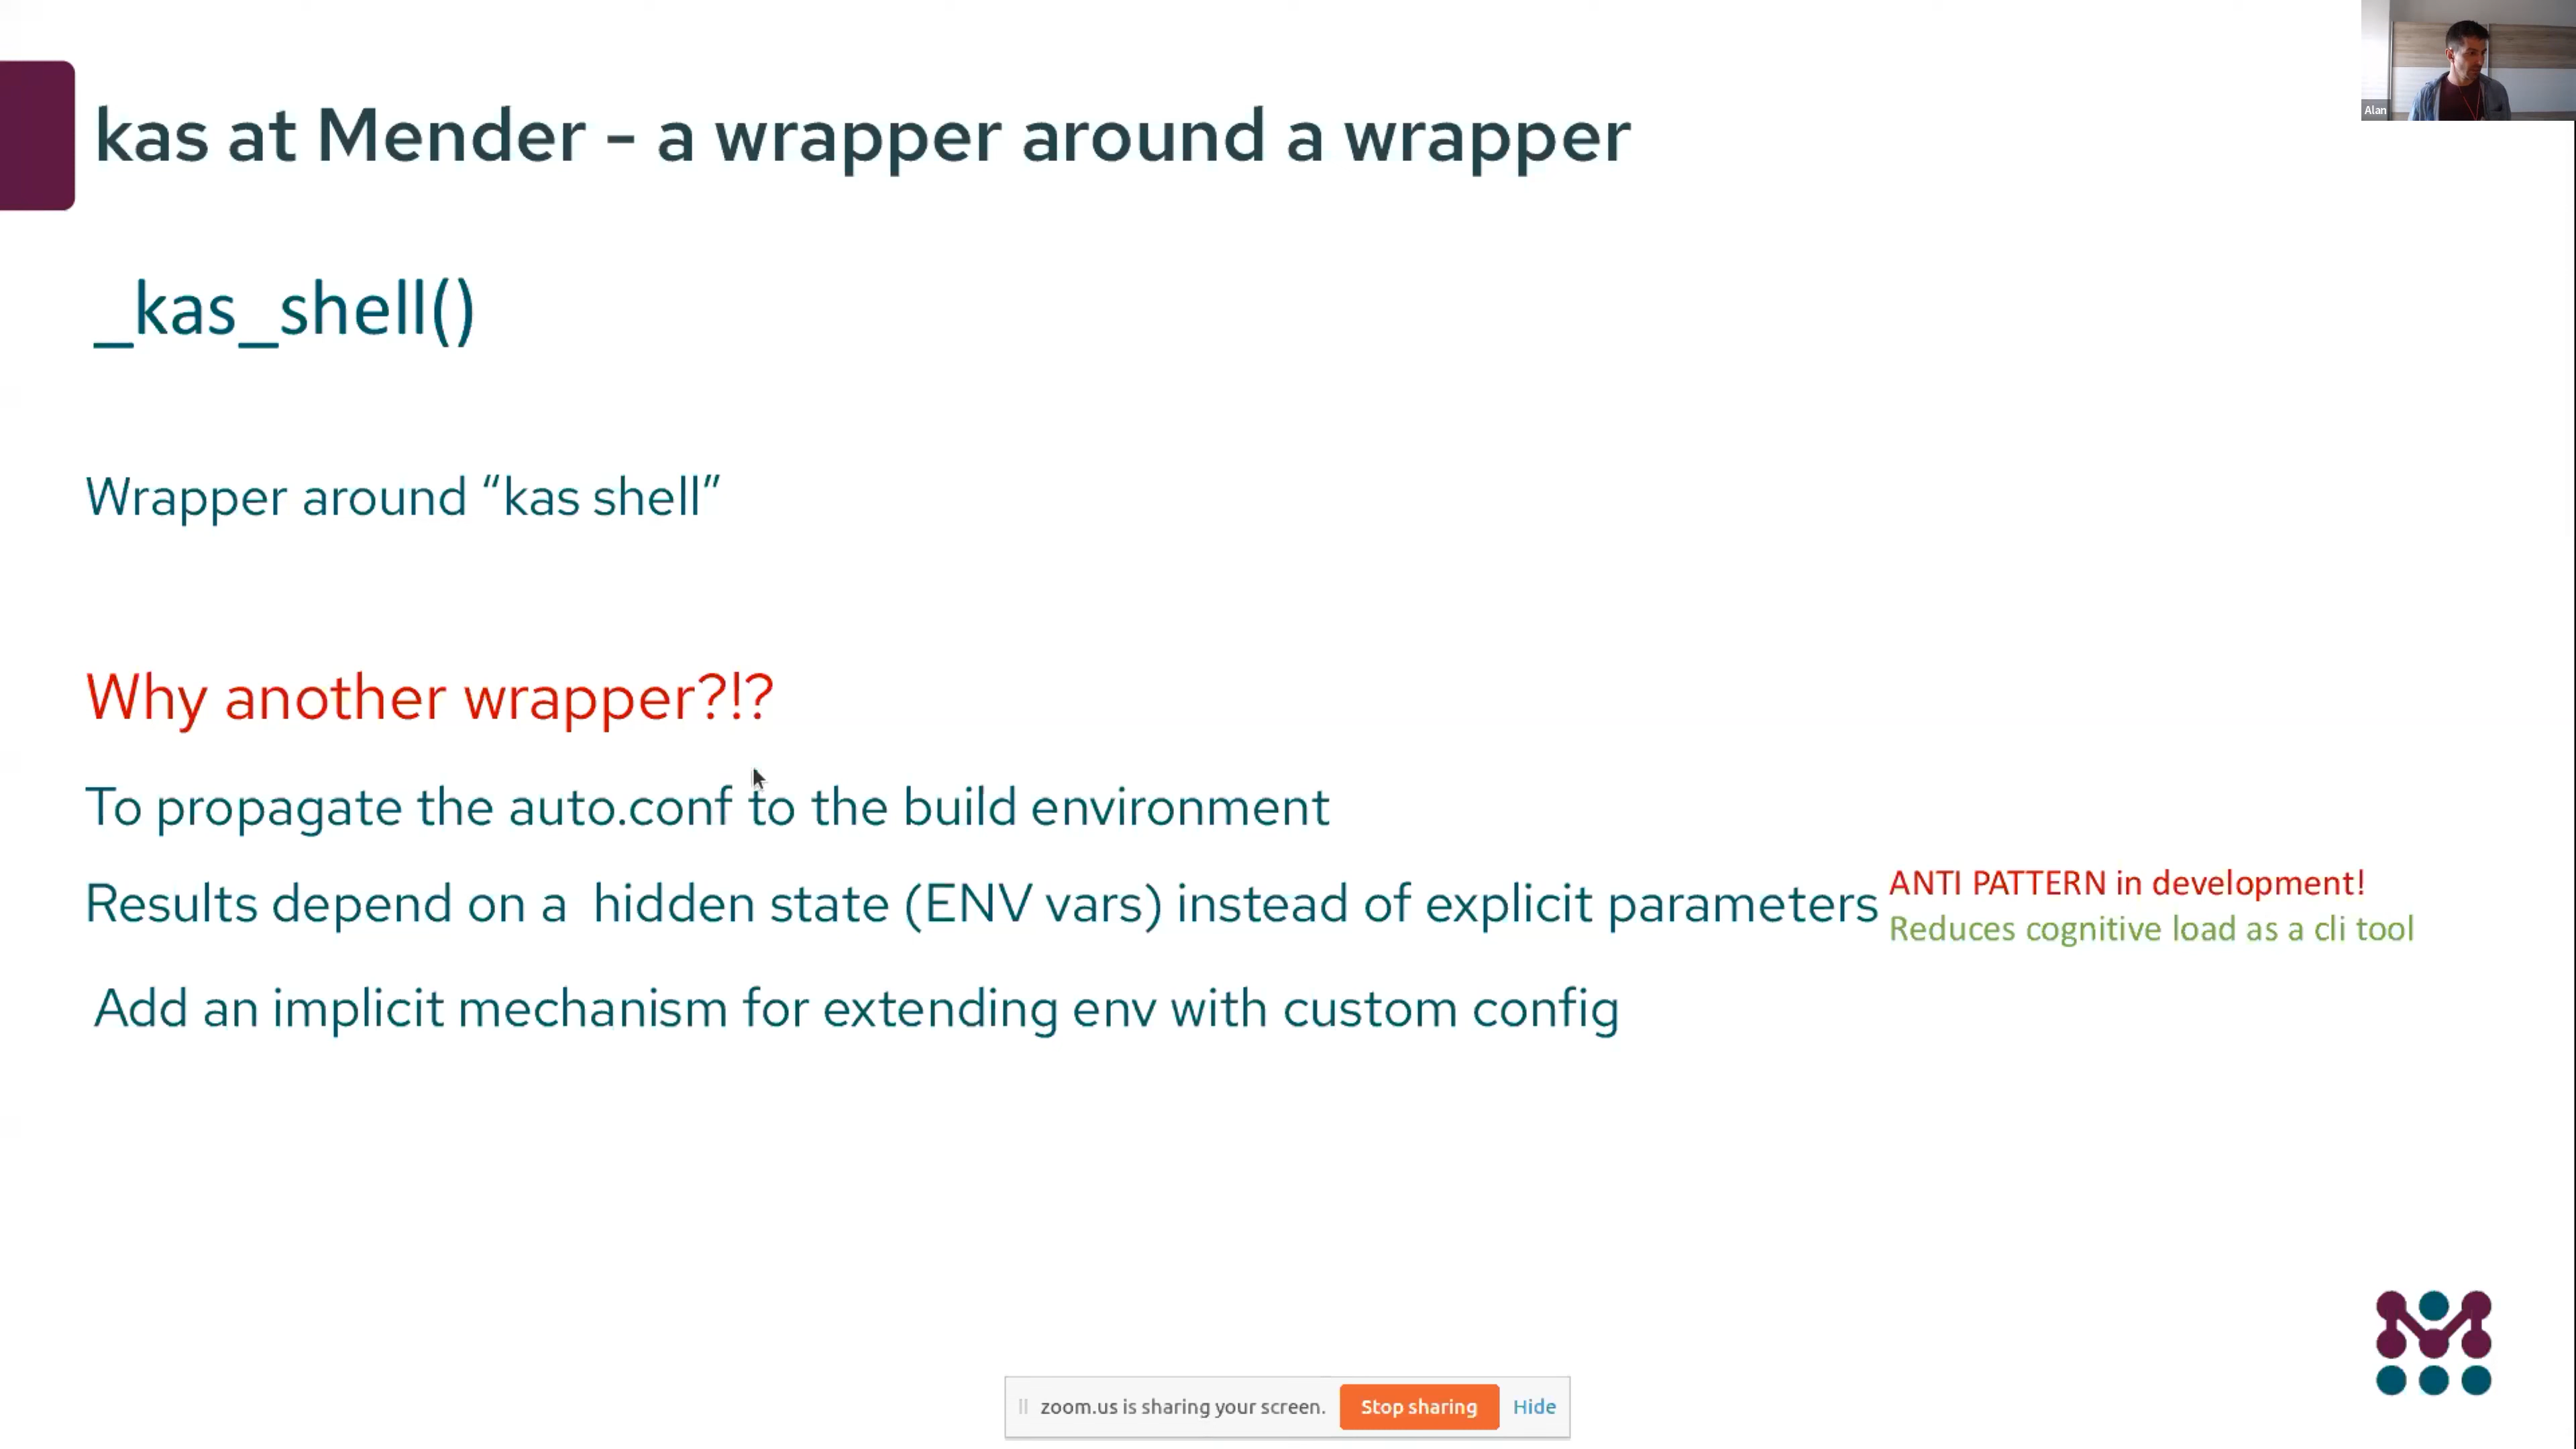 Alan
kas at Mender - a wrapper around a wrapper
_kas_shell()
Wrapper around “kas shell”
Why another wrapper?!?
To propagate the auto.conf to the build environment
Results depend on a hidden state (ENV vars) instead of explicit parameters
ANTI PATTERN in development!
Reduces cognitive load as a cli tool
Add an implicit mechanism for extending env with custom config
zoom.us is sharing your screen. Stop sharing Hide